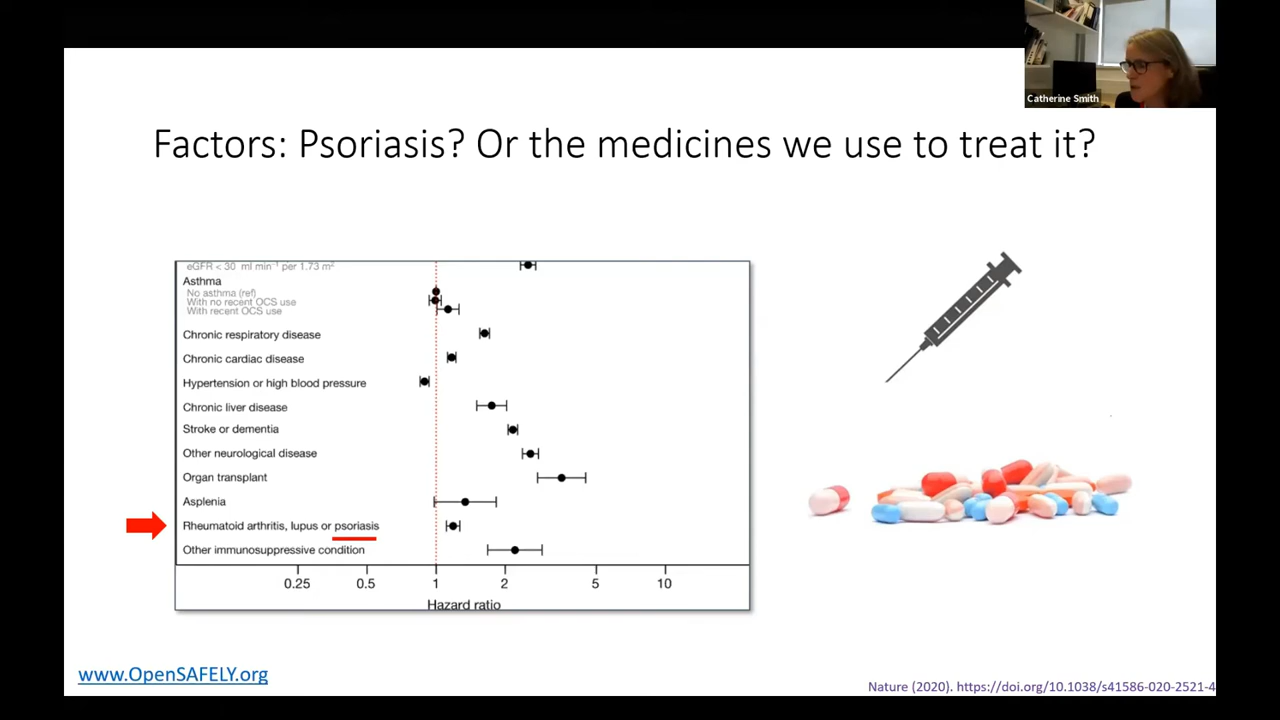 Catherine Smith
Factors: Psoriasis? Or the medicines we use to treat it?
eGFR < 30 ml min⁻¹ per 1.73 m²
Asthma
No asthma (ref)
With no recent OCS use
With recent OCS use
Chronic respiratory disease
Chronic cardiac disease
Hypertension or high blood pressure
Chronic liver disease
Stroke or dementia
Other neurological disease
Organ transplant
Asplenia
Rheumatoid arthritis, lupus or psoriasis
Other immunosuppressive condition
0.25 0.5 1 2 5 10
Hazard ratio
www.OpenSAFELY.org
Nature (2020). https://doi.org/10.1038/s41586-020-2521-4